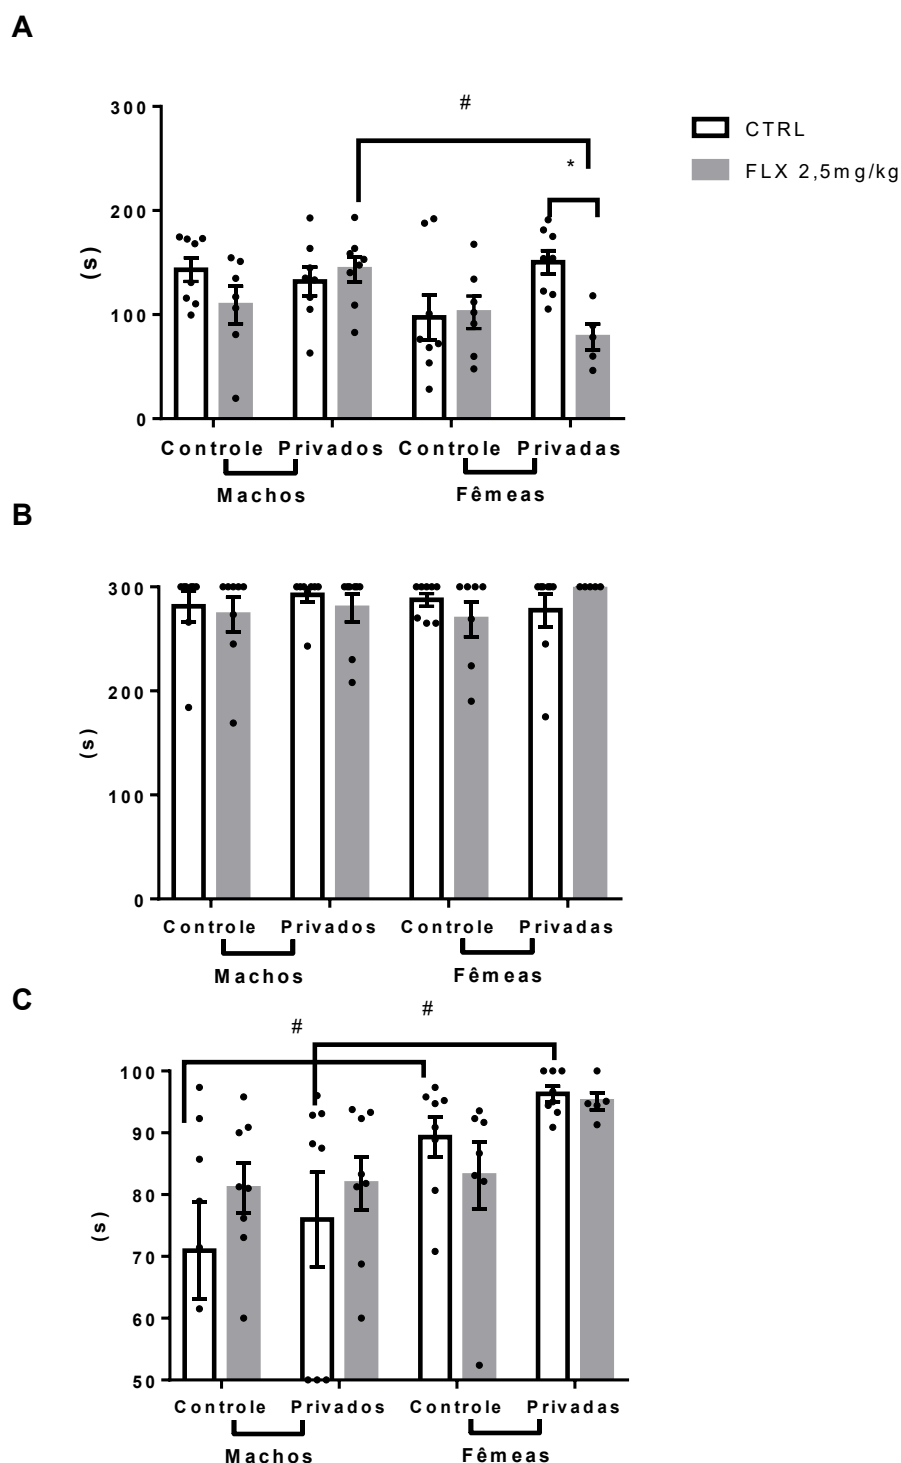 A
#
300
CTRL
*
FLX 2,5mg/kg
200
(s)
100
0
Controle Privados Controle Privadas
Machos Fêmeas
B
300
200
(s)
100
0
Controle Privados Controle Privadas
Machos Fêmeas
C
#
#
100
90
80
(s)
70
60
50
Controle Privados Controle Privadas
Machos Fêmeas